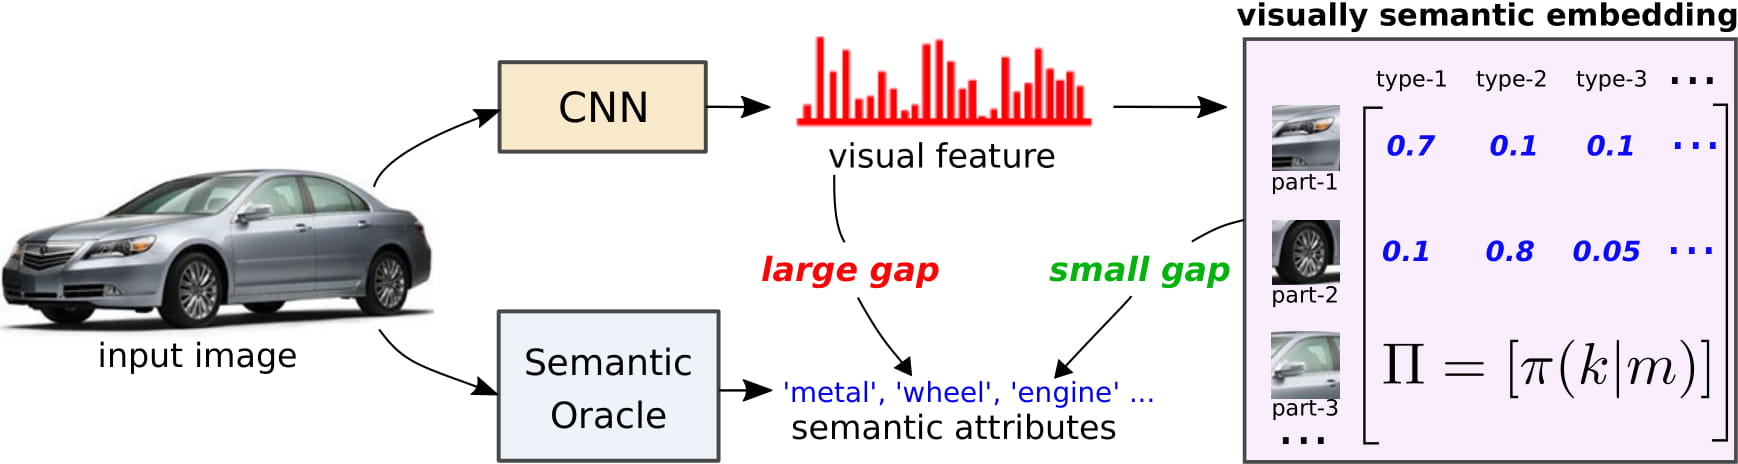 visually semantic embedding
type-1 type-2 type-3 ...
CNN
0.7 0.1 0.1 ...
visual feature
part-1
0.1 0.8 0.05 ...
large gap
small gap
part-2
input image
Semantic
Oracle
Π = [π(k|m)]
'metal', 'wheel', 'engine' ...
semantic attributes
part-3
...